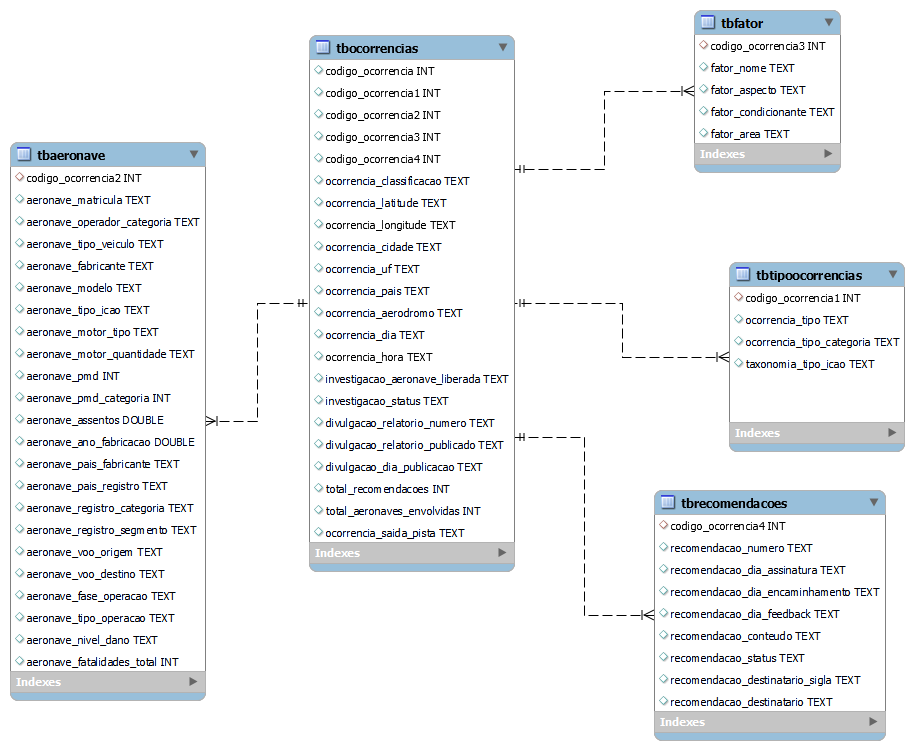 tbaeronave
codigo_ocorrencia2 INT
aeronave_matricula TEXT
aeronave_operador_categoria TEXT
aeronave_tipo_veiculo TEXT
aeronave_fabricante TEXT
aeronave_modelo TEXT
aeronave_tipo_icao TEXT
aeronave_motor_tipo TEXT
aeronave_motor_quantidade TEXT
aeronave_pmd INT
aeronave_pmd_categoria INT
aeronave_assentos DOUBLE
aeronave_ano_fabricacao DOUBLE
aeronave_pais_fabricante TEXT
aeronave_pais_registro TEXT
aeronave_registro_categoria TEXT
aeronave_registro_segmento TEXT
aeronave_voo_origem TEXT
aeronave_voo_destino TEXT
aeronave_fase_operacao TEXT
aeronave_tipo_operacao TEXT
aeronave_nivel_dano TEXT
aeronave_fatalidades_total INT
Indexes
tbocorrencias
codigo_ocorrencia INT
codigo_ocorrencia1 INT
codigo_ocorrencia2 INT
codigo_ocorrencia3 INT
codigo_ocorrencia4 INT
ocorrencia_classificacao TEXT
ocorrencia_latitude TEXT
ocorrencia_longitude TEXT
ocorrencia_cidade TEXT
ocorrencia_uf TEXT
ocorrencia_pais TEXT
ocorrencia_aerodromo TEXT
ocorrencia_dia TEXT
ocorrencia_hora TEXT
investigacao_aeronave_liberada TEXT
investigacao_status TEXT
divulgacao_relatorio_numero TEXT
divulgacao_relatorio_publicado TEXT
divulgacao_dia_publicacao TEXT
total_recomendacoes INT
total_aeronaves_envolvidas INT
ocorrencia_saida_pista TEXT
Indexes
tbfator
codigo_ocorrencia3 INT
fator_nome TEXT
fator_aspecto TEXT
fator_condicionante TEXT
fator_area TEXT
Indexes
tbtipoocorrencias
codigo_ocorrencia1 INT
ocorrencia_tipo TEXT
ocorrencia_tipo_categoria TEXT
taxonomia_tipo_icao TEXT
Indexes
tbrecomendacoes
codigo_ocorrencia4 INT
recomendacao_numero TEXT
recomendacao_dia_assinatura TEXT
recomendacao_dia_encaminhamento TEXT
recomendacao_dia_feedback TEXT
recomendacao_conteudo TEXT
recomendacao_status TEXT
recomendacao_destinatario_sigla TEXT
recomendacao_destinatario TEXT
Indexes